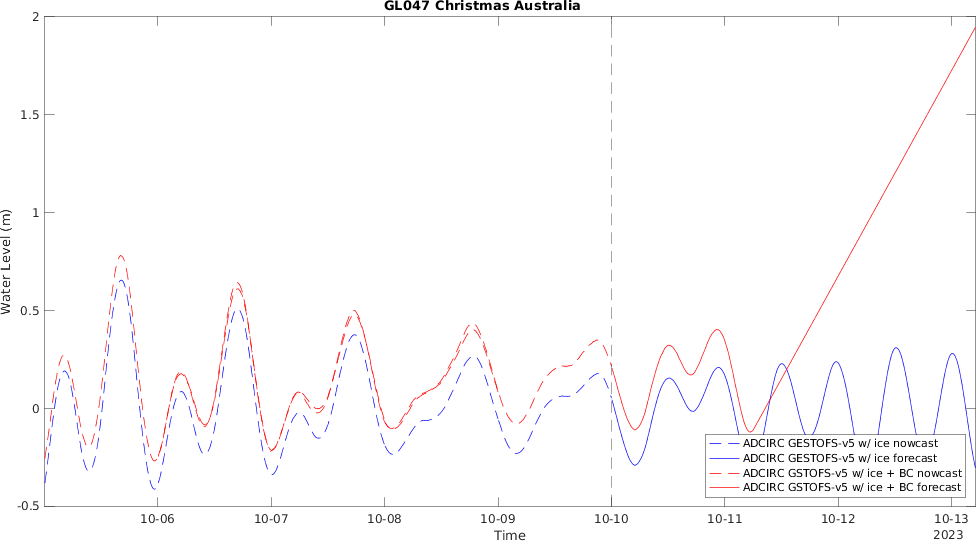 GL047 Christmas Australia
Water Level (m)
2
1.5
1
0.5
0
-0.5
10-06
10-07
10-08
10-09
10-10
10-11
10-12
10-13
Time
2023
ADCIRC GESTOFS-v5 w/ ice nowcast
ADCIRC GESTOFS-v5 w/ ice forecast
ADCIRC GSTOFS-v5 w/ ice + BC nowcast
ADCIRC GSTOFS-v5 w/ ice + BC forecast